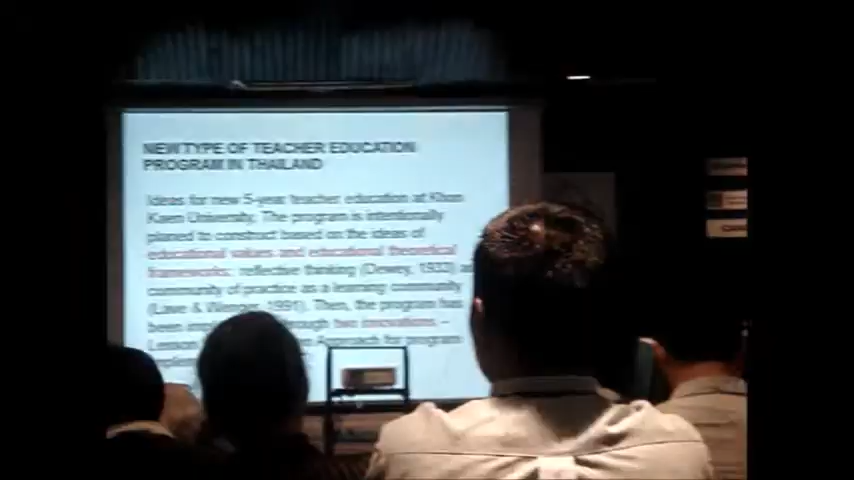 NEW TYPE OF TEACHER EDUCATION
PROGRAM IN THAILAND
Ideas for new 5-year teacher education at Khon
Kaen University. The program is intentionally
planed to construct based on the ideas of
educational values and educational theoretical
frameworks: reflective thinking (Dewey, 1933)
community of practice as a learning community
(Lave & Wenger, 1991). Then, the program has
been through two innovations –
Approach for program